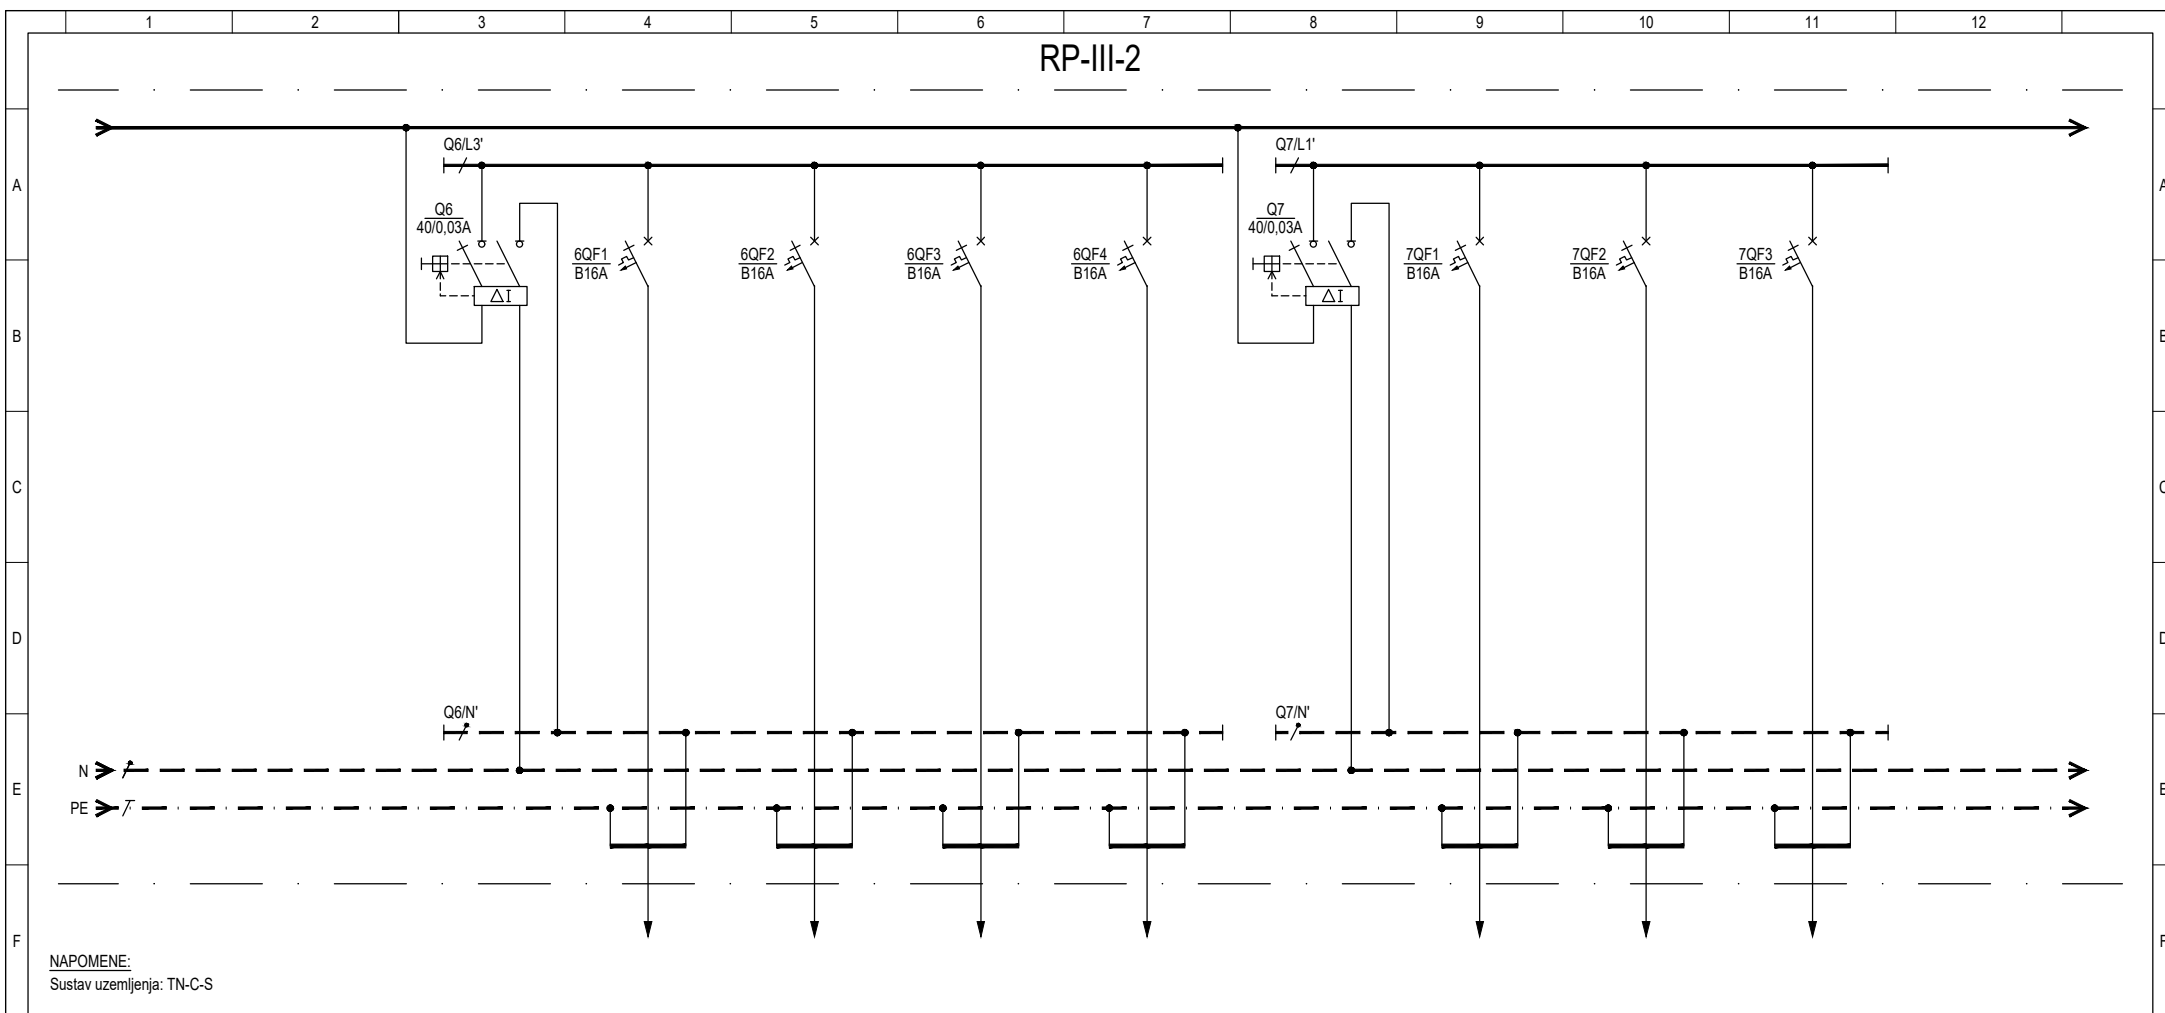 1 2 3 4 5 6 7 8 9 10 11 12
RP-III-2
Q6/L3' Q7/L1'
A A
Q6 Q7
40/0,03A 40/0,03A
6QF1 6QF2 6QF3 6QF4 7QF1 7QF2 7QF3
B16A B16A B16A B16A B16A B16A B16A
ΔI ΔI
B B
C C
D D
Q6/N' Q7/N'
N
E E
PE
F F
NAPOMENE:
Sustav uzemljenja: TN-C-S